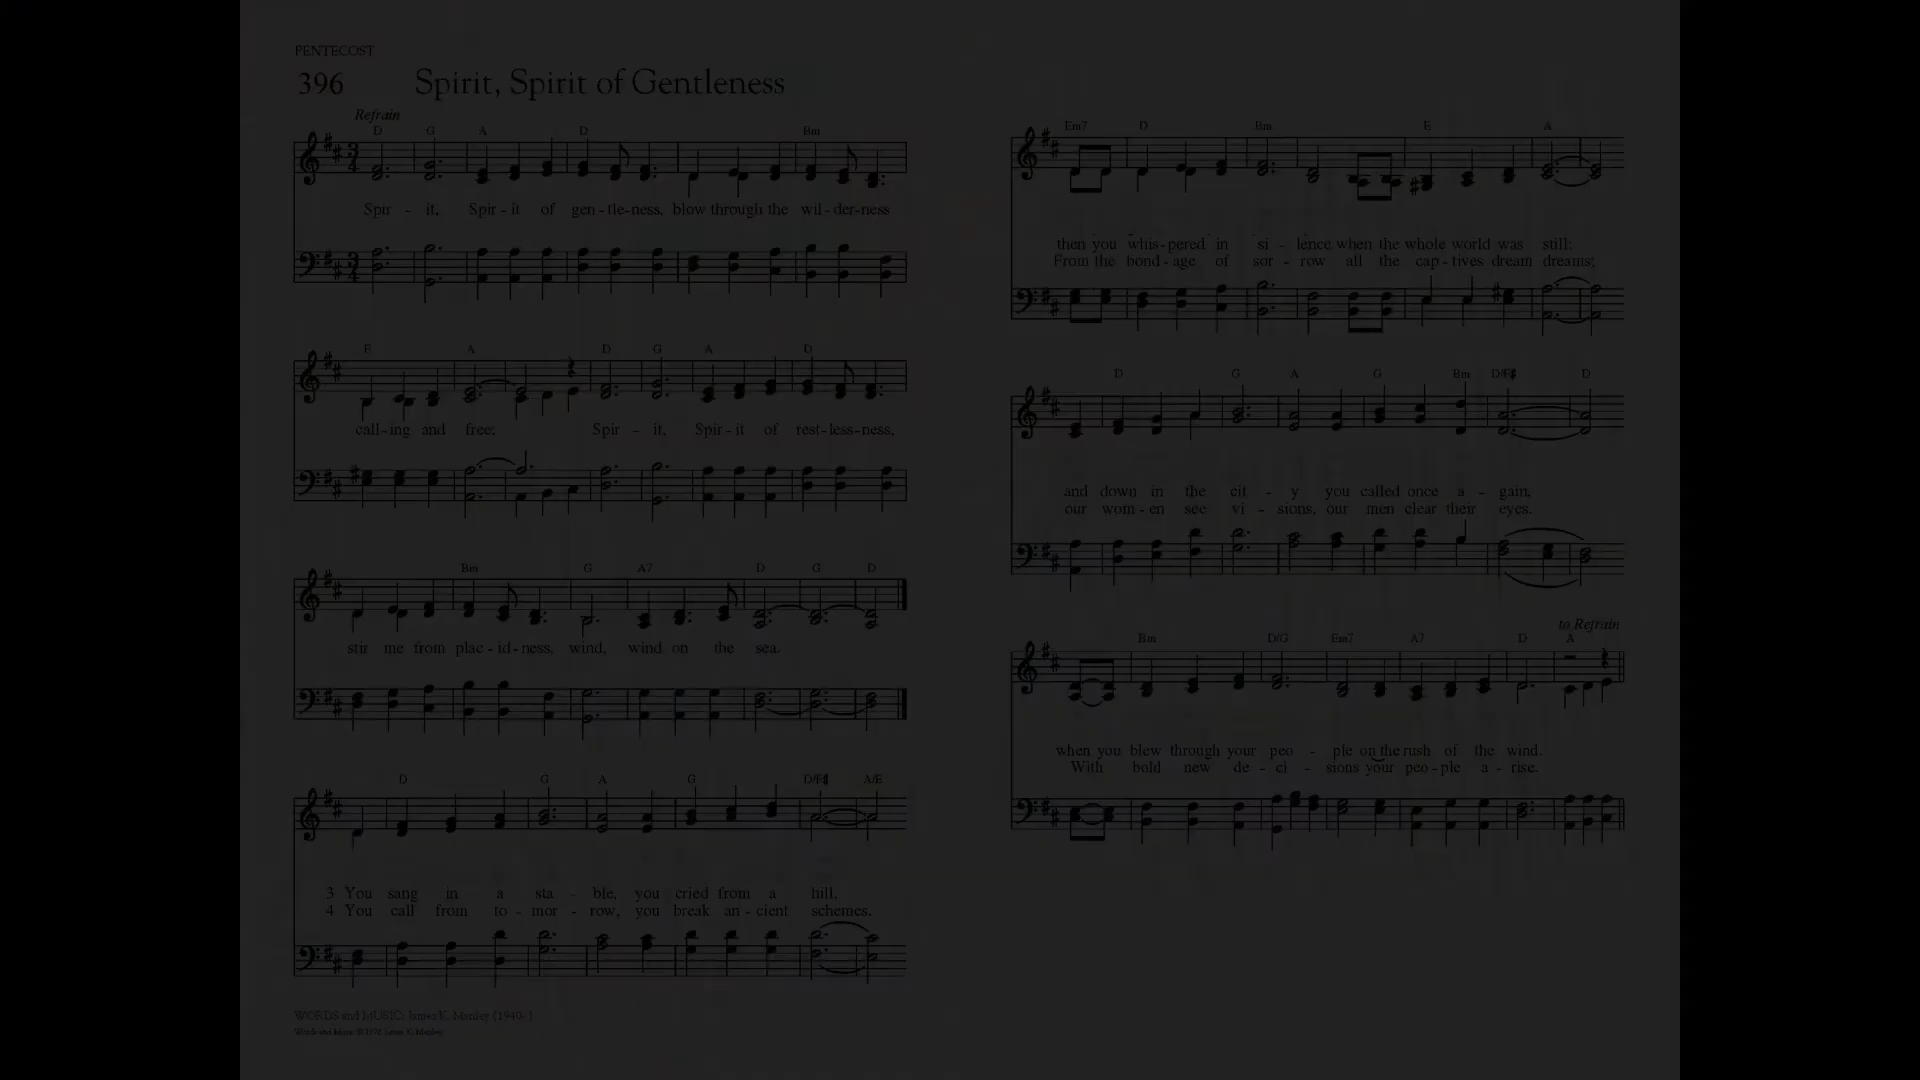 PENTECOST
396 Spirit, Spirit of Gentleness
Refrain
D G A D Bm
Spir - it, Spir - it of gen - tle - ness, blow through the wil - der - ness
E A D G A D
call - ing and free; Spir - it, Spir - it of rest - less - ness,
Bm G A7 D G D
stir me from plac - id - ness, wind, wind on the sea.
D G A G D/F♯ A/E
3 You sang in a sta - ble, you cried from a hill,
4 You call from to - mor - row, you break an - cient schemes.
WORDS and MUSIC: James K. Manley (1940- )
Words and Music © 1978 James K. Manley
Em7 D Bm E A
then you whis - pered in si - lence when the whole world was still;
From the bond - age of sor - row all the cap - tives dream dreams;
D G A G Bm D/F♯ D
and down in the cit - y you called once a - gain,
our wom - en see vi - sions, our men clear their eyes.
to Refrain
Bm D/G Em7 A7 D A
when you blew through your peo - ple on the rush of the wind.
With bold new de - ci - sions your peo - ple a - rise.